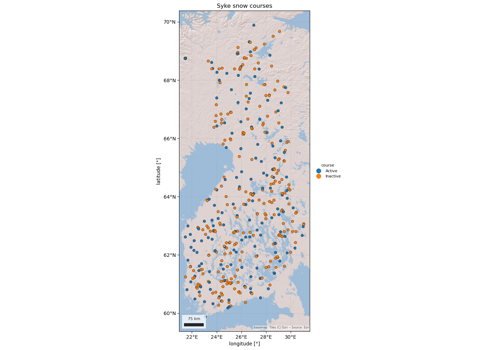 Syke snow courses
70°N
68°N
66°N
64°N
62°N
60°N
latitude [°]
course
Active
Inactive
75 km
22°E 24°E 26°E 28°E 30°E
longitude [°]